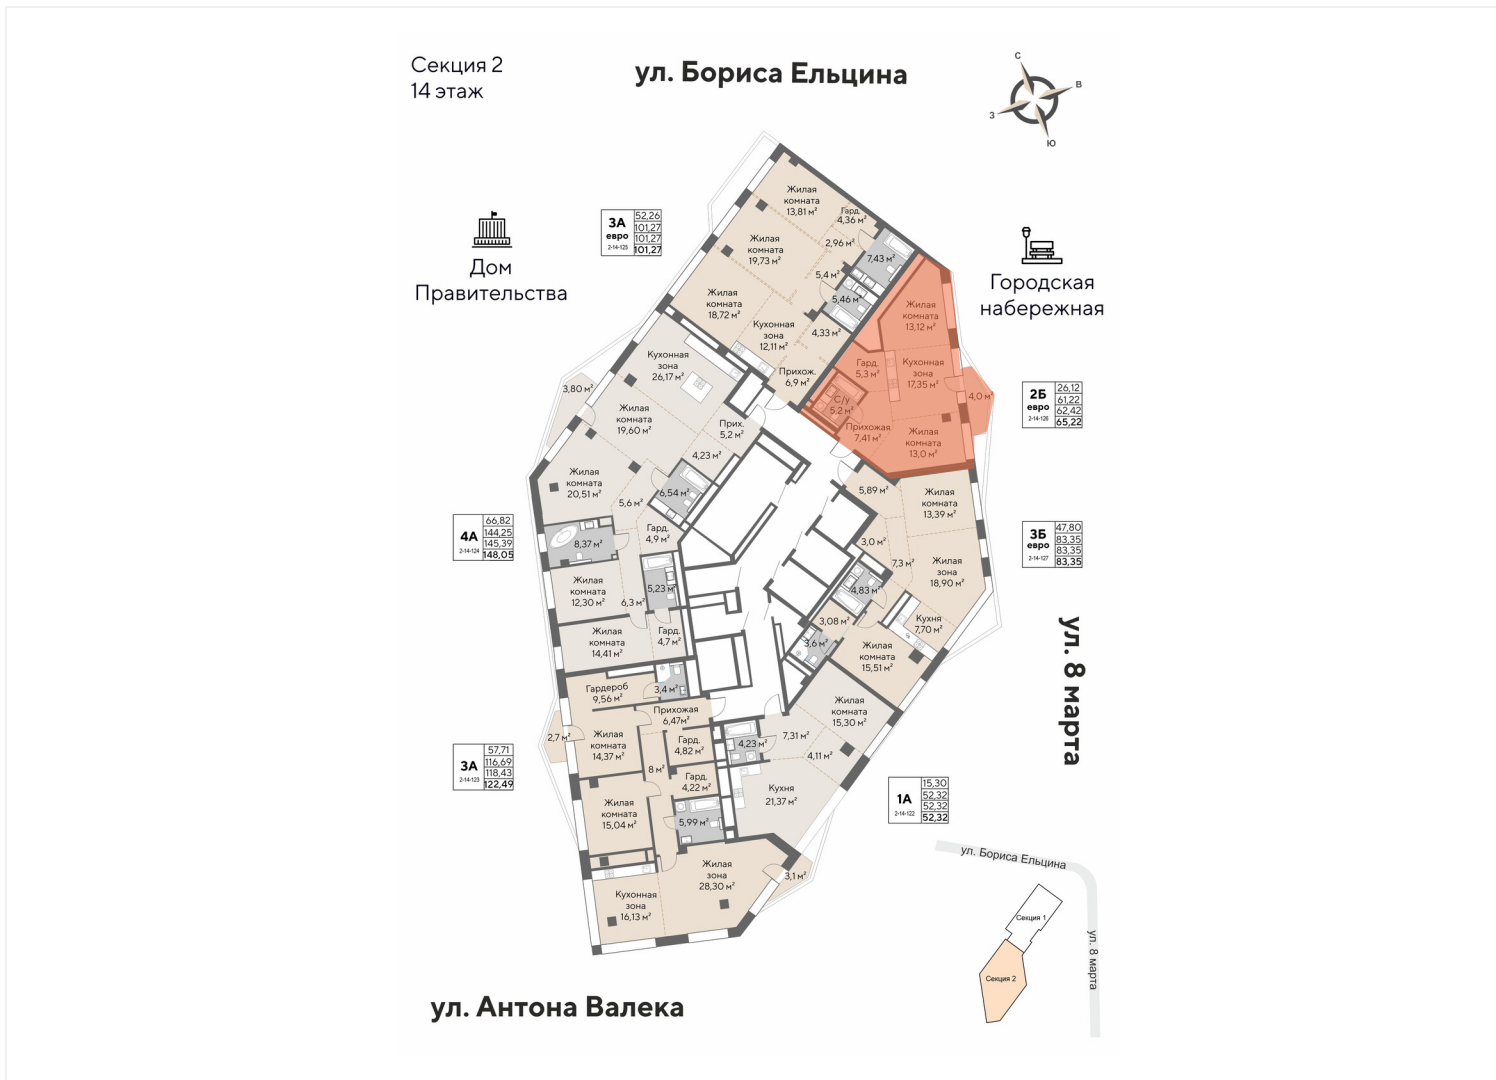 Секция 2
14 этаж
ул. Бориса Ельцина
С
В
З
Ю
Дом
Правительства
3А
евро
2-14-125
52,26
101,27
101,27
101,27
Жилая
комната
13,81 м²
Гард.
4,36 м²
Жилая
комната
19,73 м²
2,96 м²
7,43 м²
5,4 м²
Жилая
комната
18,72 м²
5,46 м²
Кухонная
зона
12,11 м²
4,33 м²
Прихож.
6,9 м²
Городская
набережная
Жилая
комната
13,12 м²
Гард.
5,3 м²
Кухонная
зона
17,35 м²
С/у
5,2 м²
4,0 м²
Прихожая
7,41 м²
Жилая
комната
13,0 м²
2Б
евро
2-14-126
26,12
61,22
62,42
65,22
Кухонная
зона
26,17 м²
3,80 м²
Жилая
комната
19,60 м²
Прих.
5,2 м²
4,23 м²
Жилая
комната
20,51 м²
6,54 м²
5,6 м²
Гард.
4,9 м²
8,37 м²
5,23 м²
Жилая
комната
12,30 м²
6,3 м²
Жилая
комната
14,41 м²
Гард.
4,7 м²
4А
2-14-124
66,82
144,25
145,39
148,05
5,89 м²
Жилая
комната
13,39 м²
3,0 м²
7,3 м²
Жилая
зона
18,90 м²
4,83 м²
3,08 м²
Кухня
7,70 м²
3,6 м²
Жилая
комната
15,51 м²
3Б
евро
2-14-127
47,80
83,35
83,35
83,35
ул. 8 марта
Гардероб
9,56 м²
3,4 м²
Прихожая
6,47 м²
2,7 м²
Жилая
комната
14,37 м²
Гард.
4,82 м²
8 м²
Гард.
4,22 м²
Жилая
комната
15,04 м²
5,99 м²
Жилая
зона
28,30 м²
3,1 м²
Кухонная
зона
16,13 м²
3А
2-14-123
57,71
116,69
118,43
122,49
Жилая
комната
15,30 м²
7,31 м²
4,23 м²
4,11 м²
Кухня
21,37 м²
1А
2-14-122
15,30
52,32
52,32
52,32
ул. Бориса Ельцина
Секция 1
ул. 8 марта
Секция 2
ул. Антона Валека